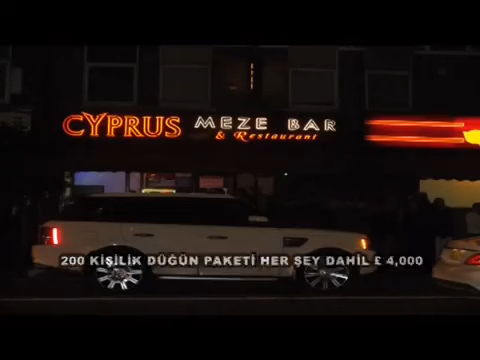 CYPRUS MEZE BAR
& Restaurant
200 KİŞİLİK DÜĞÜN PAKETİ HER ŞEY DAHİL £ 4,000